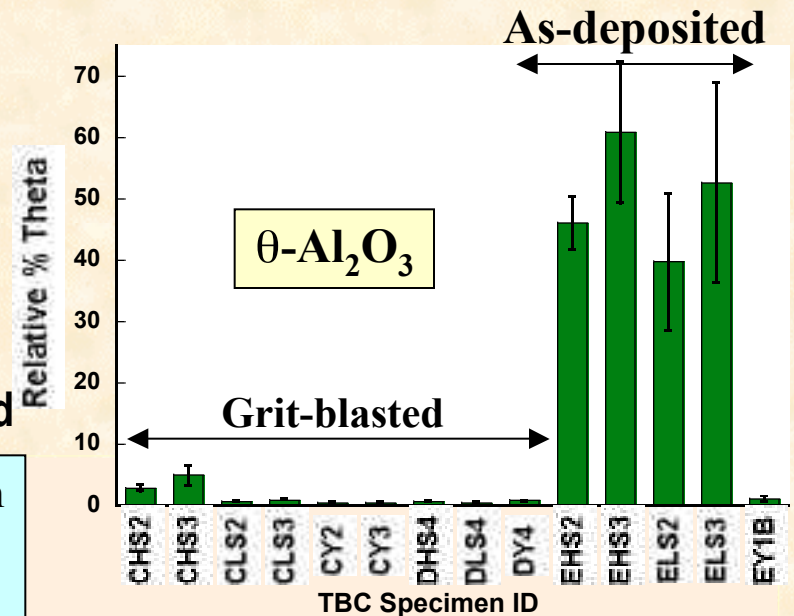 As-deposited
70
60
50
40
30
20
10
0
Relative % Theta
θ-Al₂O₃
Grit-blasted
d
n
CHS2
CHS3
CLS2
CLS3
CY2
CY3
DHS4
DLS4
DY4
EHS2
EHS3
ELS2
ELS3
EY1B
TBC Specimen ID